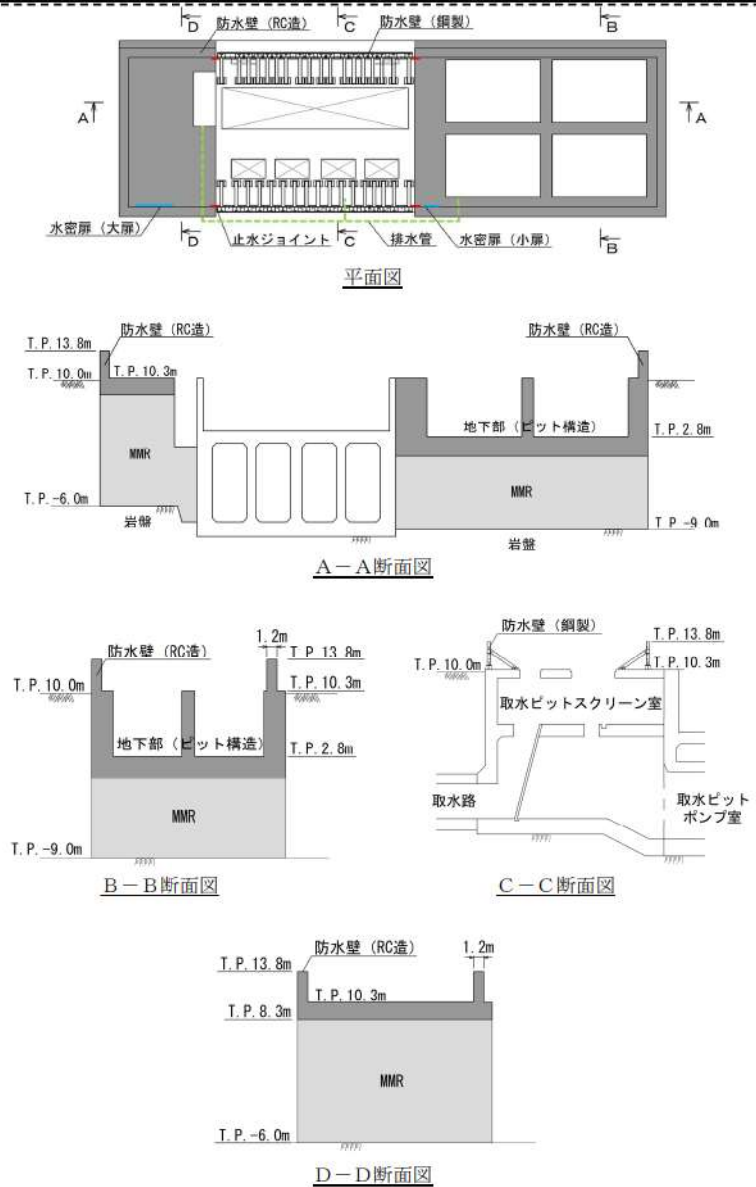 D
C
B
防水壁（RC造）
防水壁（鋼製）
A
A
水密扉（大扉）
D
止水ジョイント
C
排水管
水密扉（小扉）
B
平面図
防水壁（RC造）
防水壁（RC造）
T.P.13.8m
T.P.10.0m
T.P.10.3m
地下部（ピット構造）
T.P.2.8m
MMR
MMR
T.P.-6.0m
岩盤
T.P.-9.0m
岩盤
A－A断面図
1.2m
防水壁（RC造）
T.P.13.8m
T.P.10.0m
T.P.10.3m
地下部（ピット構造）
T.P.2.8m
MMR
T.P.-9.0m
B－B断面図
防水壁（鋼製）
T.P.13.8m
T.P.10.0m
T.P.10.3m
取水ピットスクリーン室
取水路
取水ピット
ポンプ室
C－C断面図
防水壁（RC造）
1.2m
T.P.13.8m
T.P.10.3m
T.P.8.3m
MMR
T.P.-6.0m
D－D断面図